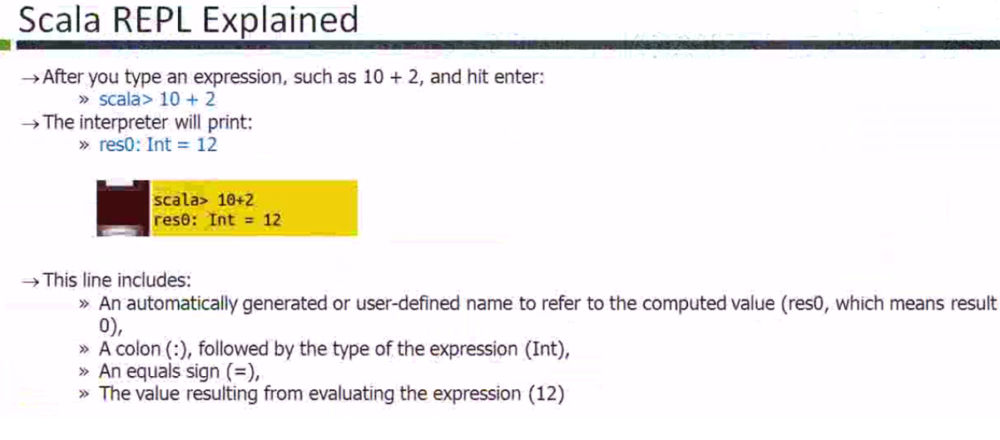 Scala REPL Explained
→After you type an expression, such as 10 + 2, and hit enter:
» scala> 10 + 2
→The interpreter will print:
» res0: Int = 12
scala> 10+2
res0: Int = 12
→This line includes:
» An automatically generated or user-defined name to refer to the computed value (res0, which means result
0),
» A colon (:), followed by the type of the expression (Int),
» An equals sign (=),
» The value resulting from evaluating the expression (12)